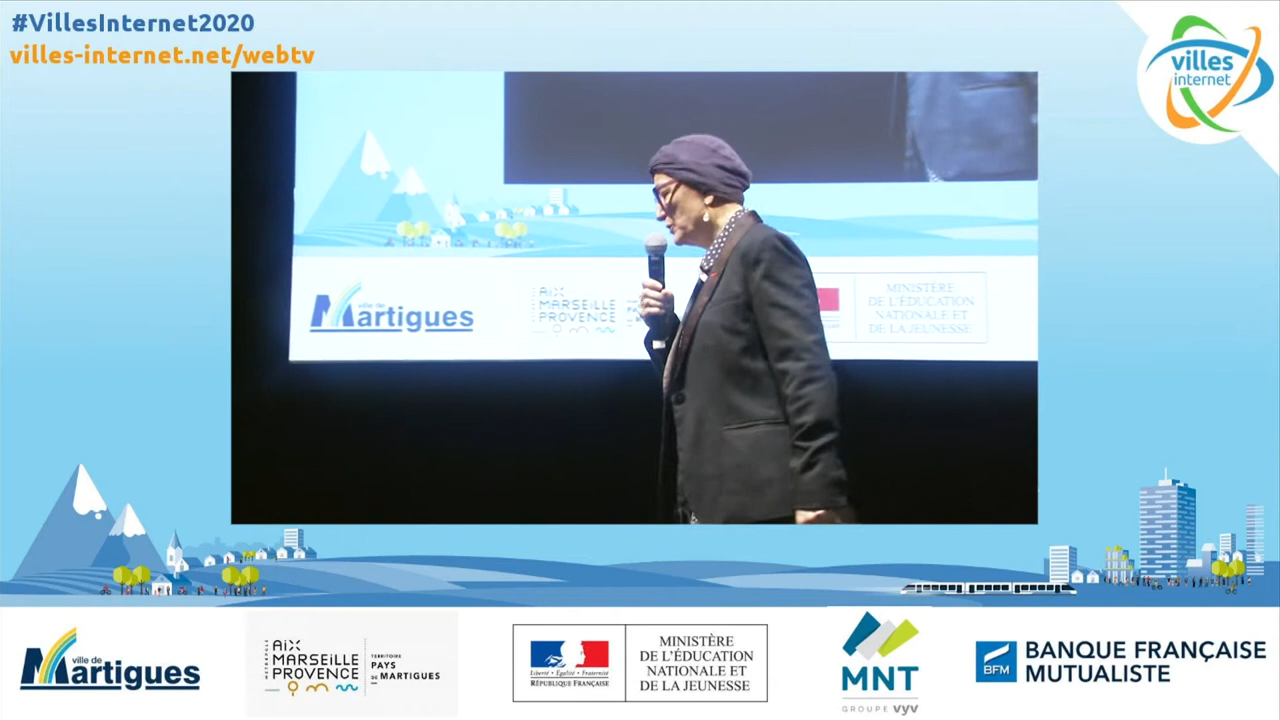 #VillesInternet2020
villes-internet.net/webtv
villes
internet
ville de
Martigues
AIX
MARSEILLE
PROVENCE
MINISTÈRE
DE L'ÉDUCATION
NATIONALE ET
DE LA JEUNESSE
ville de
Martigues
MÉTROPOLE
AIX
MARSEILLE
PROVENCE
TERRITOIRE
PAYS
DE MARTIGUES
Liberté • Égalité • Fraternité
RÉPUBLIQUE FRANÇAISE
MINISTÈRE
DE L'ÉDUCATION
NATIONALE ET
DE LA JEUNESSE
MNT
GROUPE vyv
BFM
BANQUE FRANÇAISE
MUTUALISTE